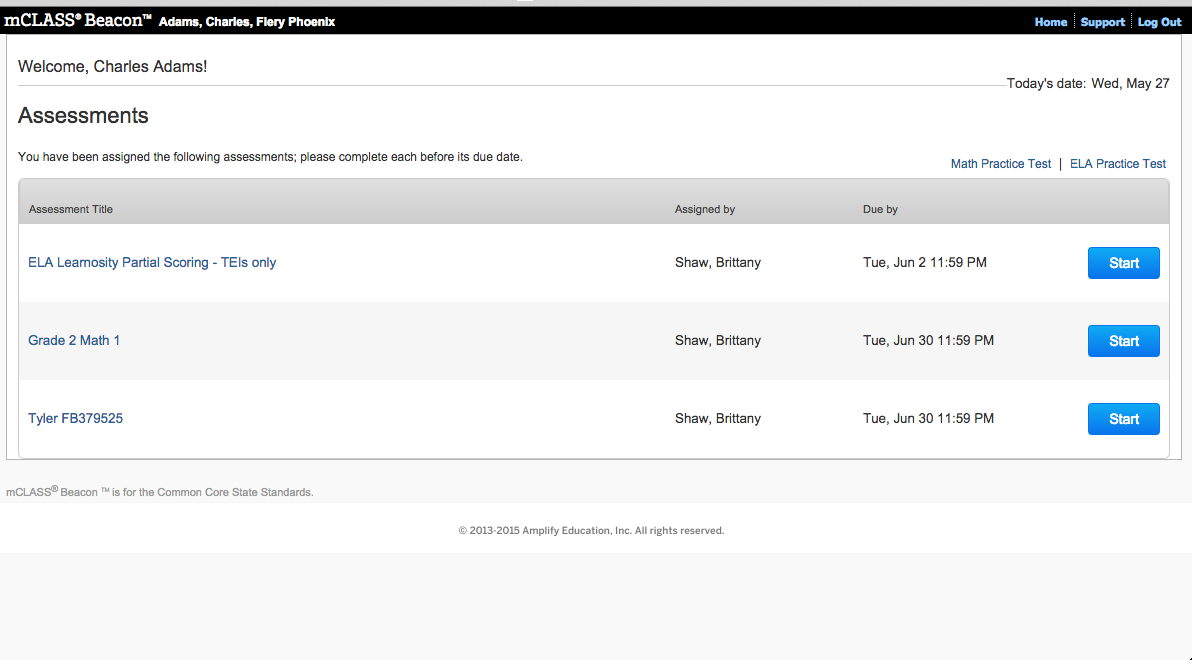 mCLASS® Beacon™ Adams, Charles, Fiery Phoenix Home Support Log Out
Welcome, Charles Adams!
Today's date: Wed, May 27
Assessments
You have been assigned the following assessments; please complete each before its due date.
Math Practice Test | ELA Practice Test
Assessment Title Assigned by Due by
ELA Learnosity Partial Scoring - TEIs only Shaw, Brittany Tue, Jun 2 11:59 PM Start
Grade 2 Math 1 Shaw, Brittany Tue, Jun 30 11:59 PM Start
Tyler FB379525 Shaw, Brittany Tue, Jun 30 11:59 PM Start
mCLASS® Beacon ™ is for the Common Core State Standards.
© 2013-2015 Amplify Education, Inc. All rights reserved.